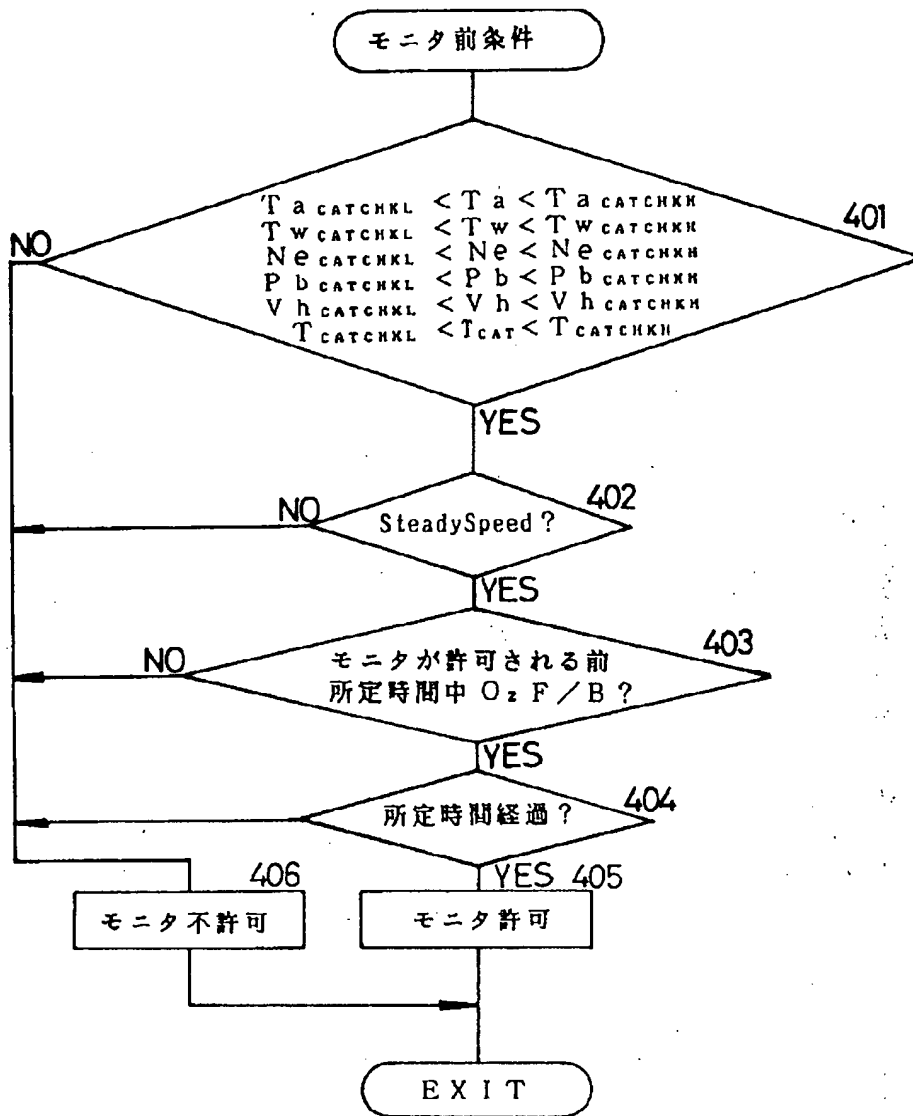 モニタ前条件
Ta CATCHKL < Ta < Ta CATCHKH
Tw CATCHKL < Tw < Tw CATCHKH
Ne CATCHKL < Ne < Ne CATCHKH
Pb CATCHKL < Pb < Pb CATCHKH
Vh CATCHKL < Vh < Vh CATCHKH
T CATCHKL < TCAT < T CATCHKH
401
NO
YES
402
NO
SteadySpeed?
YES
403
NO
モニタが許可される前
所定時間中O₂F/B?
YES
404
所定時間経過?
YES
406
405
モニタ不許可
モニタ許可
EXIT